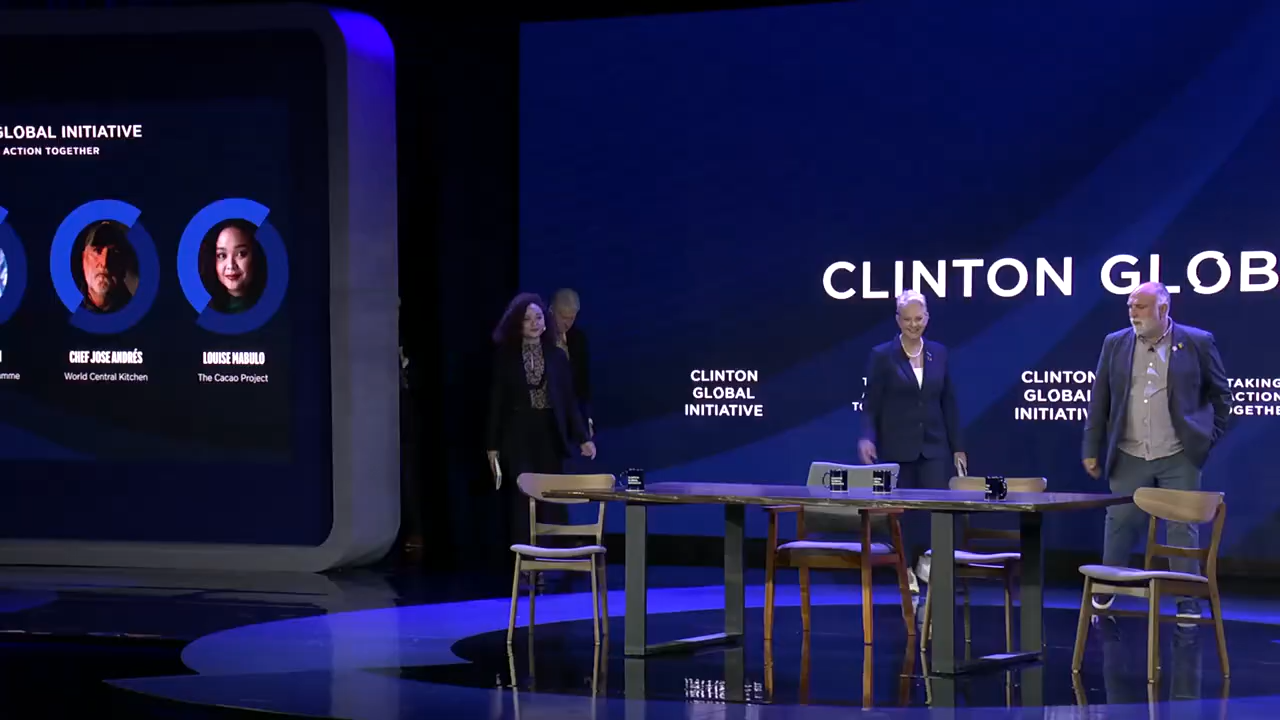 GLOBAL INITIATIVE
ACTION TOGETHER
CHEF JOSE ANDRÉS
World Central Kitchen
LOUISE MABULO
The Cacao Project
CLINTON GLOB
CLINTON
GLOBAL
INITIATIVE
CLINTON
GLOBAL
INITIATIV
TAKING
ACTION
OGETHE